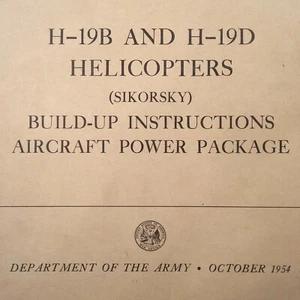 H-19B AND H-19D
HELICOPTERS
(SIKORSKY)
BUILD-UP INSTRUCTIONS
AIRCRAFT POWER PACKAGE
DEPARTMENT OF THE ARMY • OCTOBER 1954